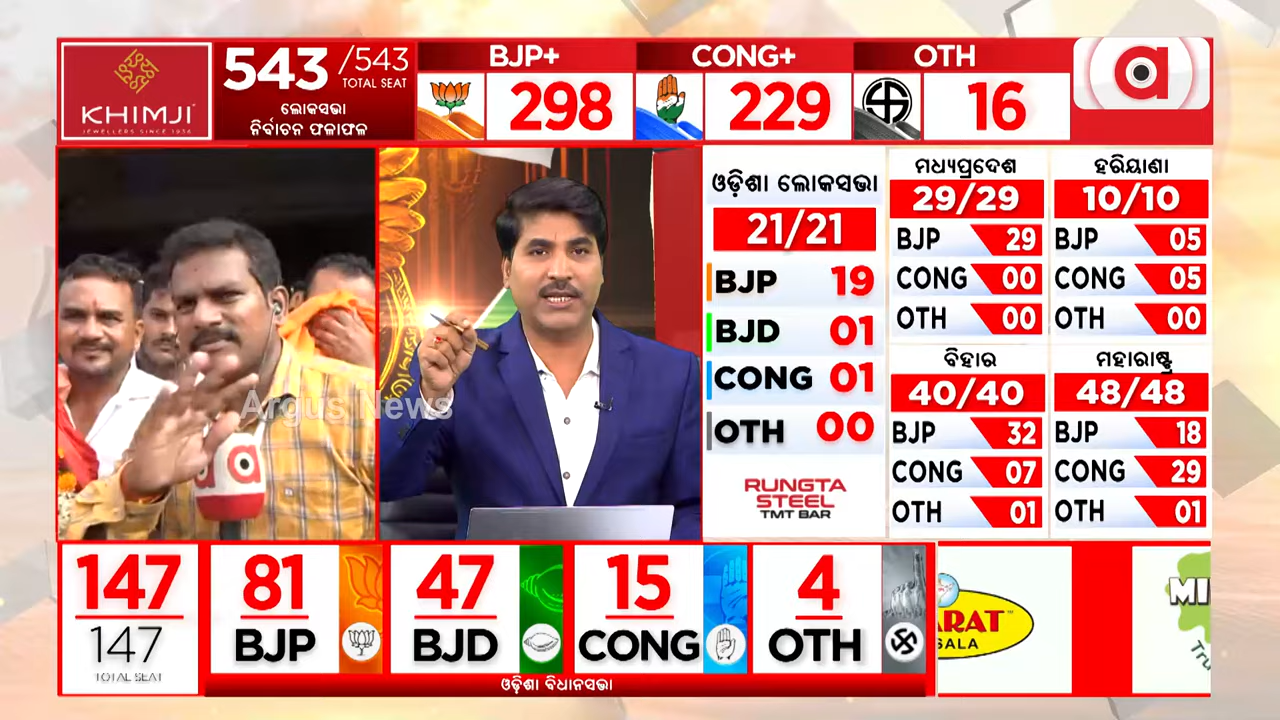 KHIMJI
JEWELLERS SINCE 1936
543 /543
TOTAL SEAT
ଲୋକସଭା
ନିର୍ବାଚନ ଫଳାଫଳ
BJP+
298
CONG+
229
OTH
16
a
ଓଡ଼ିଶା ଲୋକସଭା
21/21
BJP 19
BJD 01
CONG 01
OTH 00
RUNGTA
STEEL
TMT BAR
ମଧ୍ୟପ୍ରଦେଶ
29/29
BJP 29
CONG 00
OTH 00
ହରିୟାଣା
10/10
BJP 05
CONG 05
OTH 00
ବିହାର
40/40
BJP 32
CONG 07
OTH 01
ମହାରାଷ୍ଟ୍ର
48/48
BJP 18
CONG 29
OTH 01
Argus News
a
147
147
TOTAL SEAT
81
BJP
47
BJD
15
CONG
4
OTH
ଓଡ଼ିଶା ବିଧାନସଭା
ARAT
SALA
MI
Tru